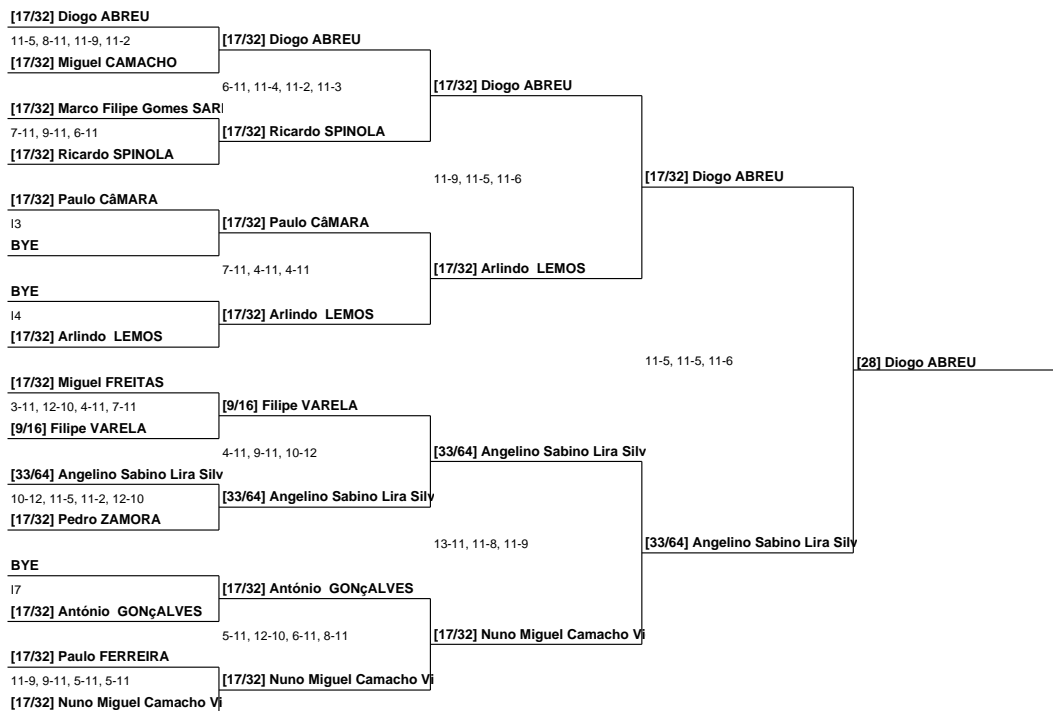 [17/32] Diogo ABREU
11-5, 8-11, 11-9, 11-2
[17/32] Miguel CAMACHO
[17/32] Marco Filipe Gomes SAR
7-11, 9-11, 6-11
[17/32] Ricardo SPINOLA
[17/32] Paulo CâMARA
I3
BYE
BYE
I4
[17/32] Arlindo LEMOS
[17/32] Miguel FREITAS
3-11, 12-10, 4-11, 7-11
[9/16] Filipe VARELA
[33/64] Angelino Sabino Lira Silv
10-12, 11-5, 11-2, 12-10
[17/32] Pedro ZAMORA
BYE
I7
[17/32] António GONçALVES
[17/32] Paulo FERREIRA
11-9, 9-11, 5-11, 5-11
[17/32] Nuno Miguel Camacho Vi
[17/32] Diogo ABREU
6-11, 11-4, 11-2, 11-3
[17/32] Ricardo SPINOLA
[17/32] Paulo CâMARA
7-11, 4-11, 4-11
[17/32] Arlindo LEMOS
[9/16] Filipe VARELA
4-11, 9-11, 10-12
[33/64] Angelino Sabino Lira Silv
[17/32] António GONçALVES
5-11, 12-10, 6-11, 8-11
[17/32] Nuno Miguel Camacho Vi
[17/32] Diogo ABREU
11-9, 11-5, 11-6
[17/32] Arlindo LEMOS
[33/64] Angelino Sabino Lira Silv
13-11, 11-8, 11-9
[17/32] Nuno Miguel Camacho Vi
[17/32] Diogo ABREU
11-5, 11-5, 11-6
[33/64] Angelino Sabino Lira Silv
[28] Diogo ABREU